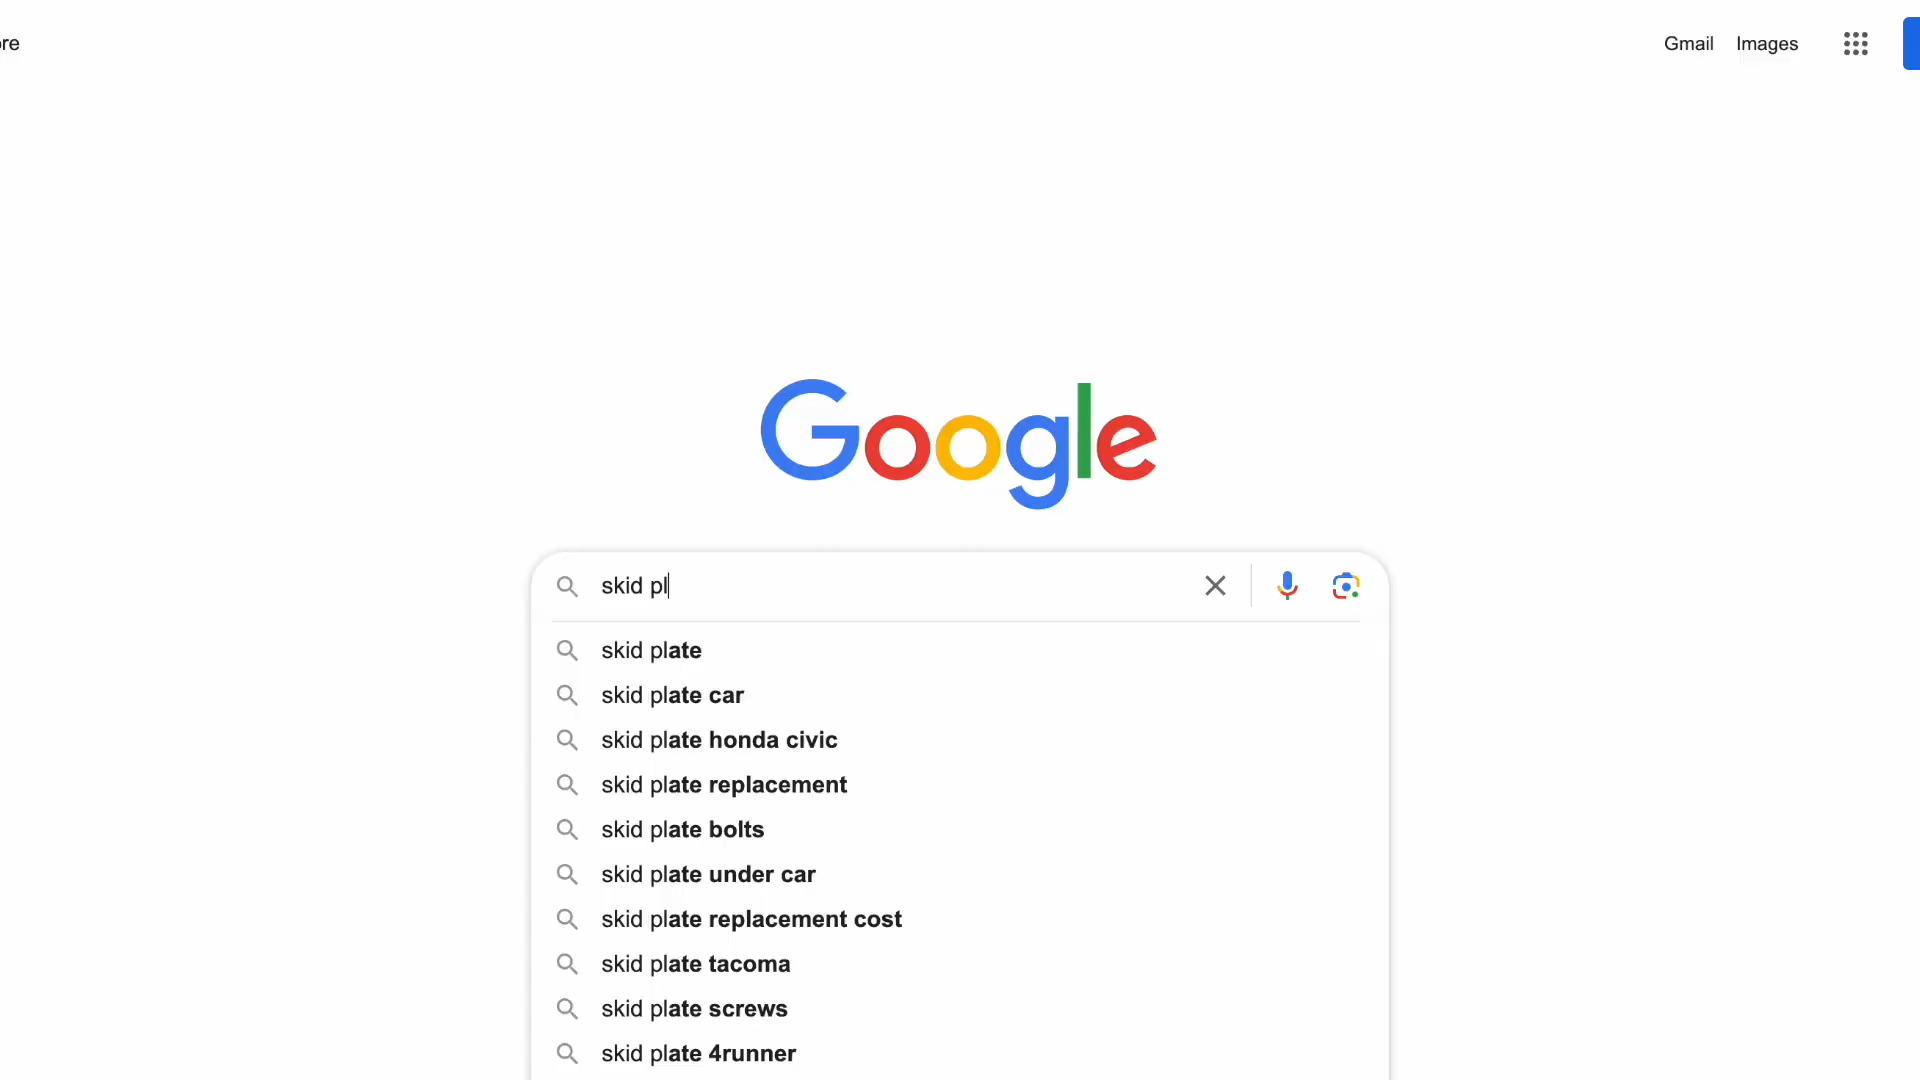 re
Gmail Images
Google
skid pl
skid plate
skid plate car
skid plate honda civic
skid plate replacement
skid plate bolts
skid plate under car
skid plate replacement cost
skid plate tacoma
skid plate screws
skid plate 4runner